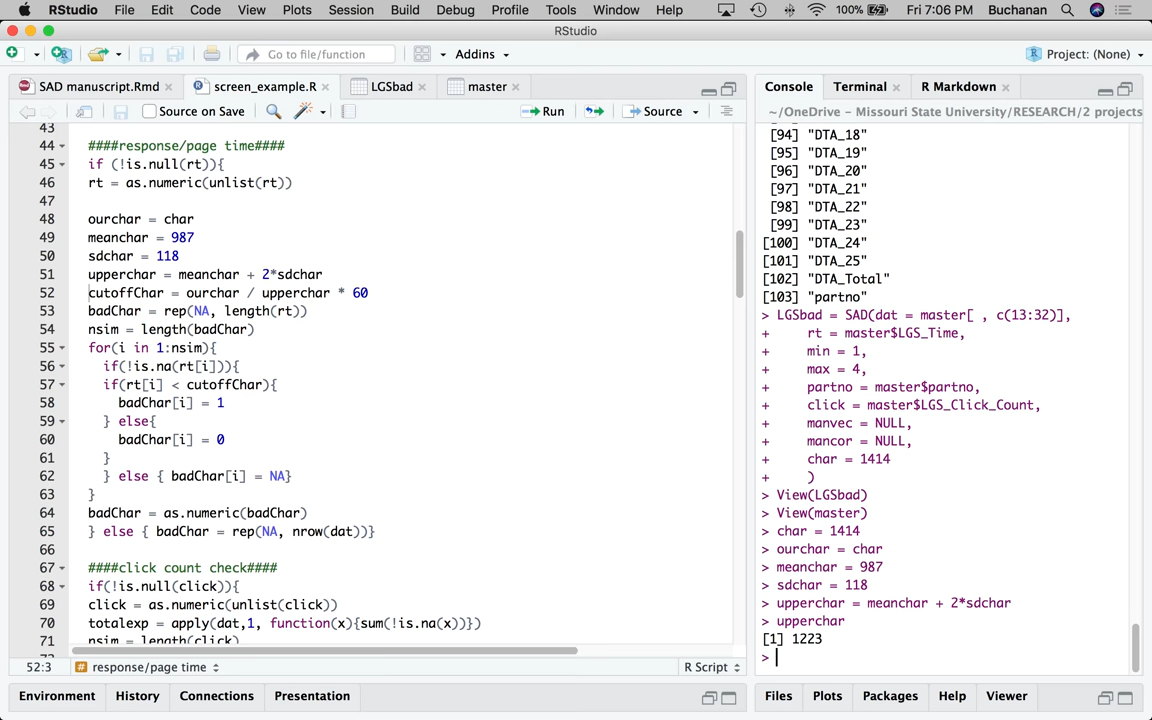 RStudio File Edit Code View Plots Session Build Debug Profile Tools Window Help 100% Fri 7:06 PM Buchanan
RStudio
Go to file/function Addins Project: (None)
SAD manuscript.Rmd screen_example.R LGSbad master
Source on Save Run Source
43
44 ####response/page time####
45 if (!is.null(rt)){
46 rt = as.numeric(unlist(rt))
47
48 ourchar = char
49 meanchar = 987
50 sdchar = 118
51 upperchar = meanchar + 2*sdchar
52 cutoffChar = ourchar / upperchar * 60
53 badChar = rep(NA, length(rt))
54 nsim = length(badChar)
55 for(i in 1:nsim){
56 if(!is.na(rt[i])){
57 if(rt[i] < cutoffChar){
58 badChar[i] = 1
59 } else{
60 badChar[i] = 0
61 }
62 } else { badChar[i] = NA}
63 }
64 badChar = as.numeric(badChar)
65 } else { badChar = rep(NA, nrow(dat))}
66
67 ####click count check####
68 if(!is.null(click)){
69 click = as.numeric(unlist(click))
70 totalexp = apply(dat,1, function(x){sum(!is.na(x))})
71 nsim = length(click)
52:3 response/page time R Script
Environment History Connections Presentation
Console Terminal R Markdown
~/OneDrive - Missouri State University/RESEARCH/2 projects
[94] "DTA_18"
[95] "DTA_19"
[96] "DTA_20"
[97] "DTA_21"
[98] "DTA_22"
[99] "DTA_23"
[100] "DTA_24"
[101] "DTA_25"
[102] "DTA_Total"
[103] "partno"
> LGSbad = SAD(dat = master[ , c(13:32)],
+ rt = master$LGS_Time,
+ min = 1,
+ max = 4,
+ partno = master$partno,
+ click = master$LGS_Click_Count,
+ manvec = NULL,
+ mancor = NULL,
+ char = 1414
+ )
> View(LGSbad)
> View(master)
> char = 1414
> ourchar = char
> meanchar = 987
> sdchar = 118
> upperchar = meanchar + 2*sdchar
> upperchar
[1] 1223
>
Files Plots Packages Help Viewer